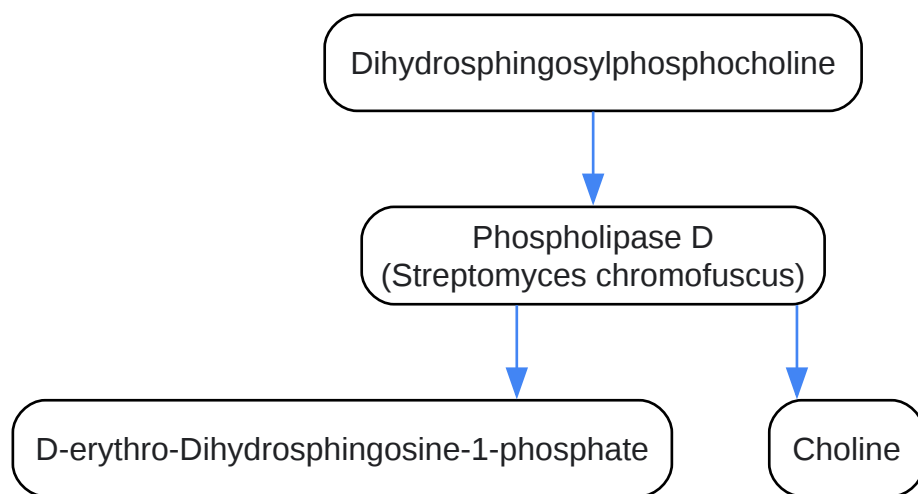 Dihydrosphingosylphosphocholine
Phospholipase D
(Streptomyces chromofuscus)
D-erythro-Dihydrosphingosine-1-phosphate
Choline